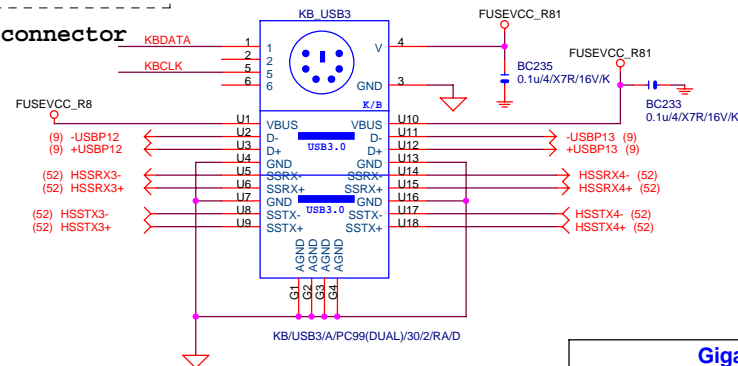 connector
KB_USB3
FUSEVCC_R81
KBDATA 1 1 V 4
2 2
KBCLK 5 5
6 6 GND 3
BC235
0.1u/4/X7R/16V/K
FUSEVCC_R81
BC233
0.1u/4/X7R/16V/K
K/B
FUSEVCC_R8
U1 VBUS VBUS U10
(9) -USBP12 U2 D- D- U11 -USBP13 (9)
(9) +USBP12 U3 D+ D+ U12 +USBP13 (9)
USB3.0
U4 GND GND U13
(52) HSSRX3- U5 SSRX- SSRX- U14 HSSRX4- (52)
(52) HSSRX3+ U6 SSRX+ SSRX+ U15 HSSRX4+ (52)
U7 GND GND U16
USB3.0
(52) HSSTX3- U8 SSTX- SSTX- U17 HSSTX4- (52)
(52) HSSTX3+ U9 SSTX+ SSTX+ U18 HSSTX4+ (52)
AGND AGND AGND AGND
G1 G2 G3 G4
KB/USB3/A/PC99(DUAL)/30/2/RA/D
Giga